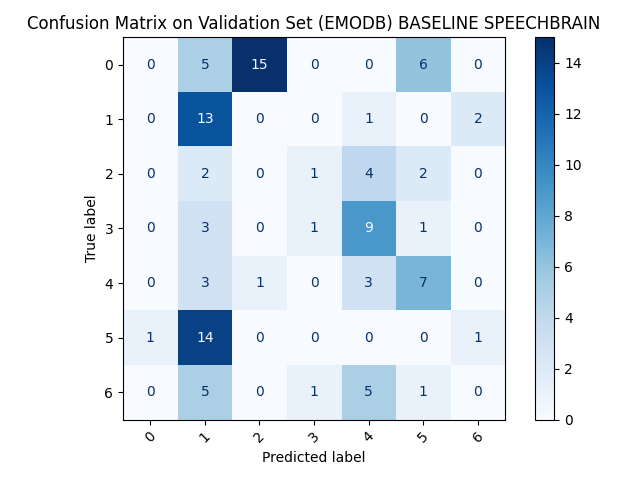 Confusion Matrix on Validation Set (EMODB) BASELINE SPEECHBRAIN
0 0 5 15 0 0 6 0
1 0 13 0 0 1 0 2
2 0 2 0 1 4 2 0
3 0 3 0 1 9 1 0
4 0 3 1 0 3 7 0
5 1 14 0 0 0 0 1
6 0 5 0 1 5 1 0
0 1 2 3 4 5 6
True label
Predicted label
14
12
10
8
6
4
2
0